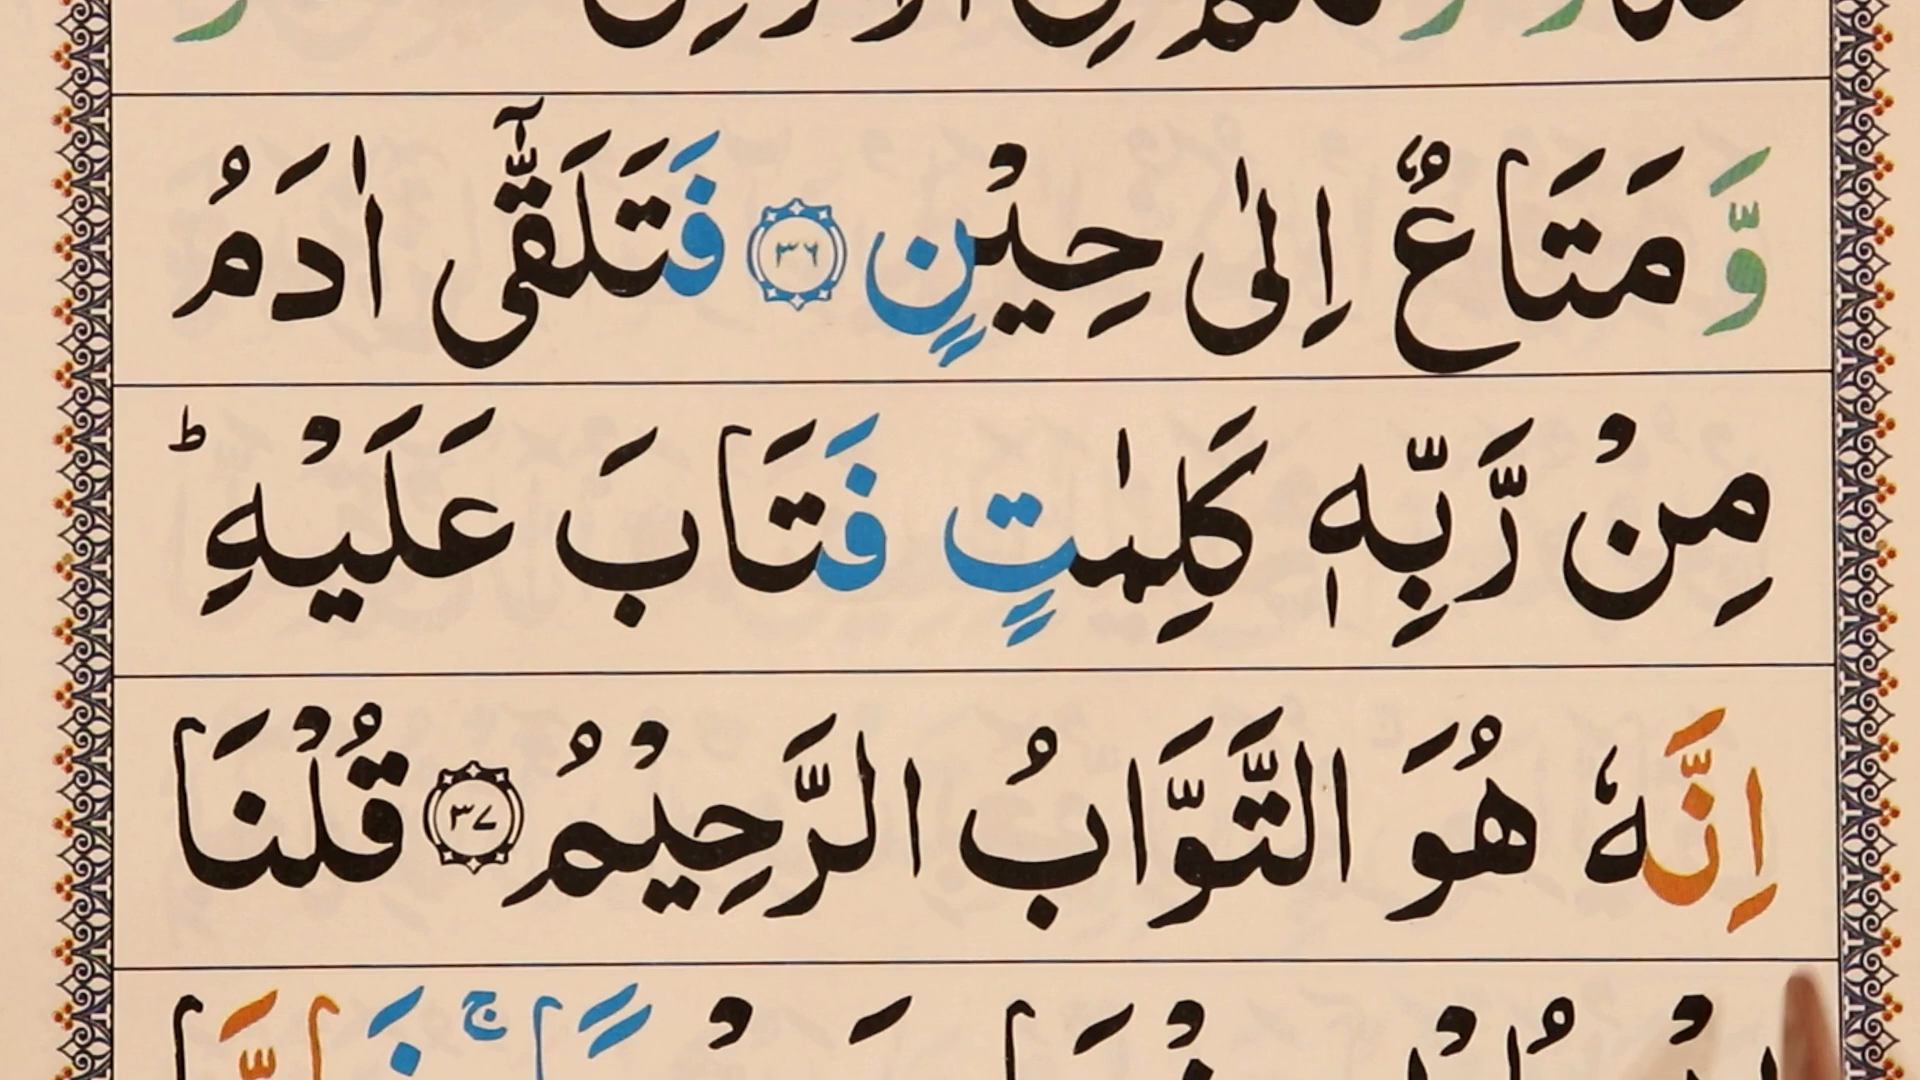 وَّ مَتَاعٌ اِلٰى حِيْنٍ ۝٣٦ فَتَلَقّٰٓى اٰدَمُ
مِنْ رَّبِّهٖ كَلِمٰتٍ فَتَابَ عَلَيْهِ ؕ
اِنَّهٗ هُوَ التَّوَّابُ الرَّحِيْمُ ۝٣٧ قُلْنَا